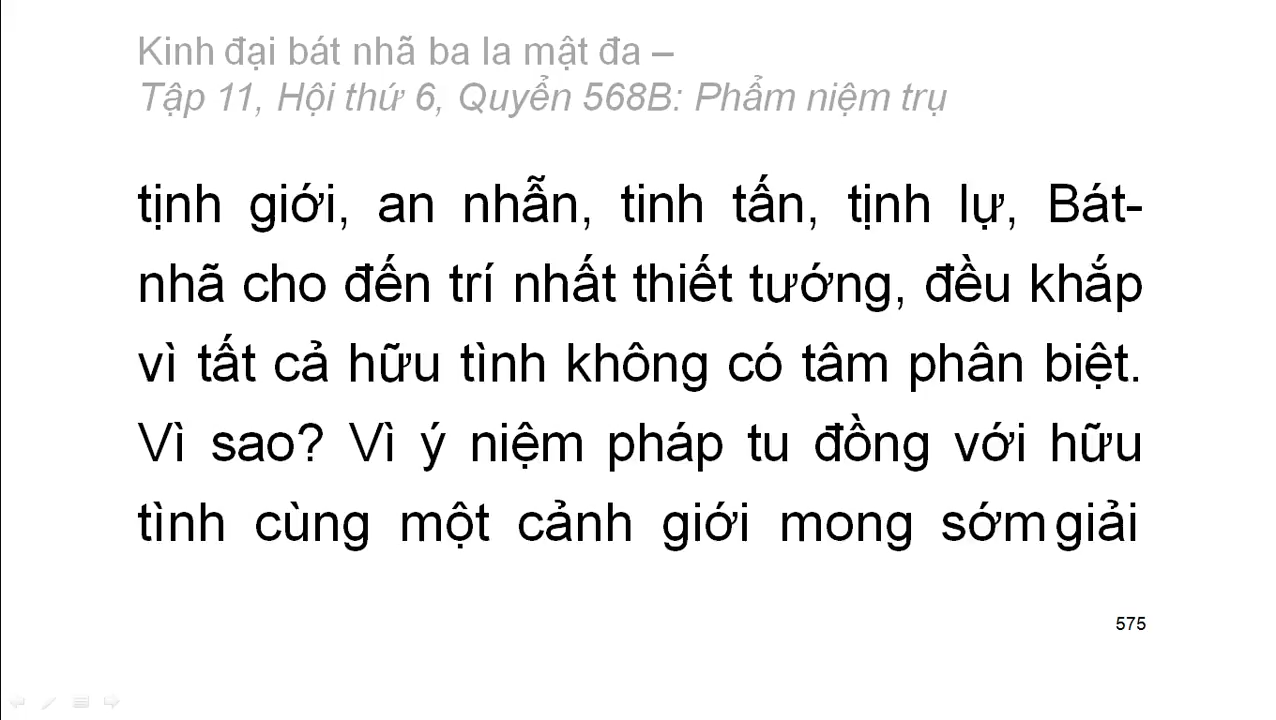 Kinh đại bát nhã ba la mật đa –
Tập 11, Hội thứ 6, Quyển 568B: Phẩm niệm trụ
tịnh giới, an nhẫn, tinh tấn, tịnh lự, Bát-
nhã cho đến trí nhất thiết tướng, đều khắp
vì tất cả hữu tình không có tâm phân biệt.
Vì sao? Vì ý niệm pháp tu đồng với hữu
tình cùng một cảnh giới mong sớm giải
575